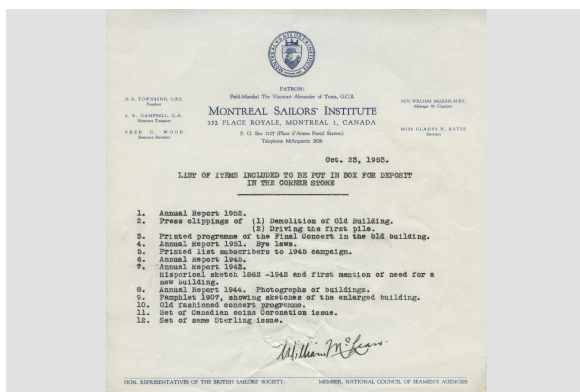 PATRON:
Field-Marshal The Viscount Alexander of Tunis, G.C.B.
MONTREAL SAILORS' INSTITUTE
352 PLACE ROYALE, MONTREAL 1, CANADA
P. O. Box 2157 (Place d'Armes Postal Station)
Telephone MArquette 2626
D. R. TOWNSEND, O.B.E.
President
CAMPBELL, C.A.
Honorary Treasurer
FRED G. WOOD
Honorary Secretary
REV. WILLIAM McLEAN, M.B.E.
Manager & Chaplain
MISS GLADYS H. BATES
Secretary
Oct. 23, 1953.
LIST OF ITEMS INCLUDED TO BE PUT IN BOX FOR DEPOSIT
IN THE CORNER STONE
1. Annual Report 1952.
2. Press clippings of (1) Demolition of Old Building.
(2) Driving the first pile.
3. Printed programme of the Final Concert in the old building.
4. Annual Report 1951. Bye laws.
5. Printed list subscribers to 1945 campaign.
6. Annual Report 1945.
7. Annual Report 1942.
Historical sketch 1862 -1942 and first mention of need for a
new building.
8. Annual Report 1944. Photographs of buildings.
9. Pamphlet 1907, showing sketches of the enlarged building.
10. Old fashioned concert programme.
11. Set of Canadian coins Coronation issue.
12. Set of same Sterling issue.
William McLean.
HON. REPRESENTATIVES OF THE BRITISH SAILORS' SOCIETY. MEMBER, NATIONAL COUNCIL OF SEAMEN'S AGENCIES